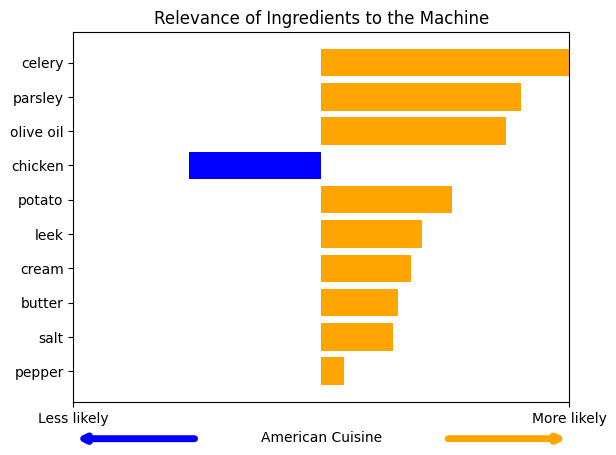 Relevance of Ingredients to the Machine
celery
parsley
olive oil
chicken
potato
leek
cream
butter
salt
pepper
Less likely
More likely
American Cuisine